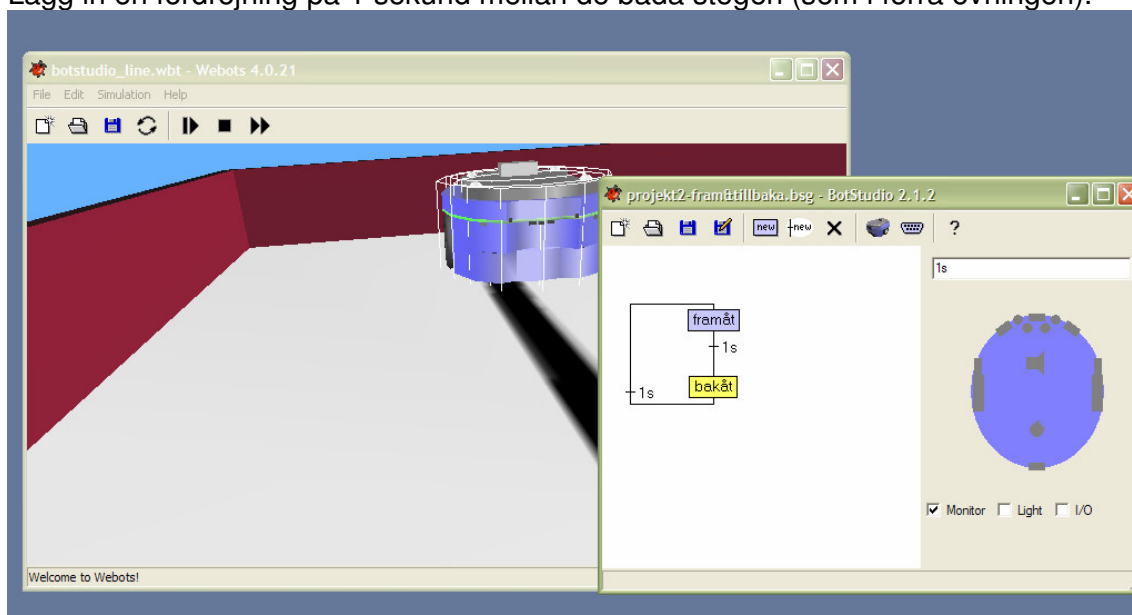 Lägg in en fördröjning på 1 sekund mellan de båda stegen (som i förra övningen).
botstudio_line.wbt - Webots 4.0.21
File Edit Simulation Help
projekt2-framåttillbaka.bsg - BotStudio 2.1.2
new new ?
1s
framåt
1s
1s
bakåt
Monitor Light I/O
Welcome to Webots!